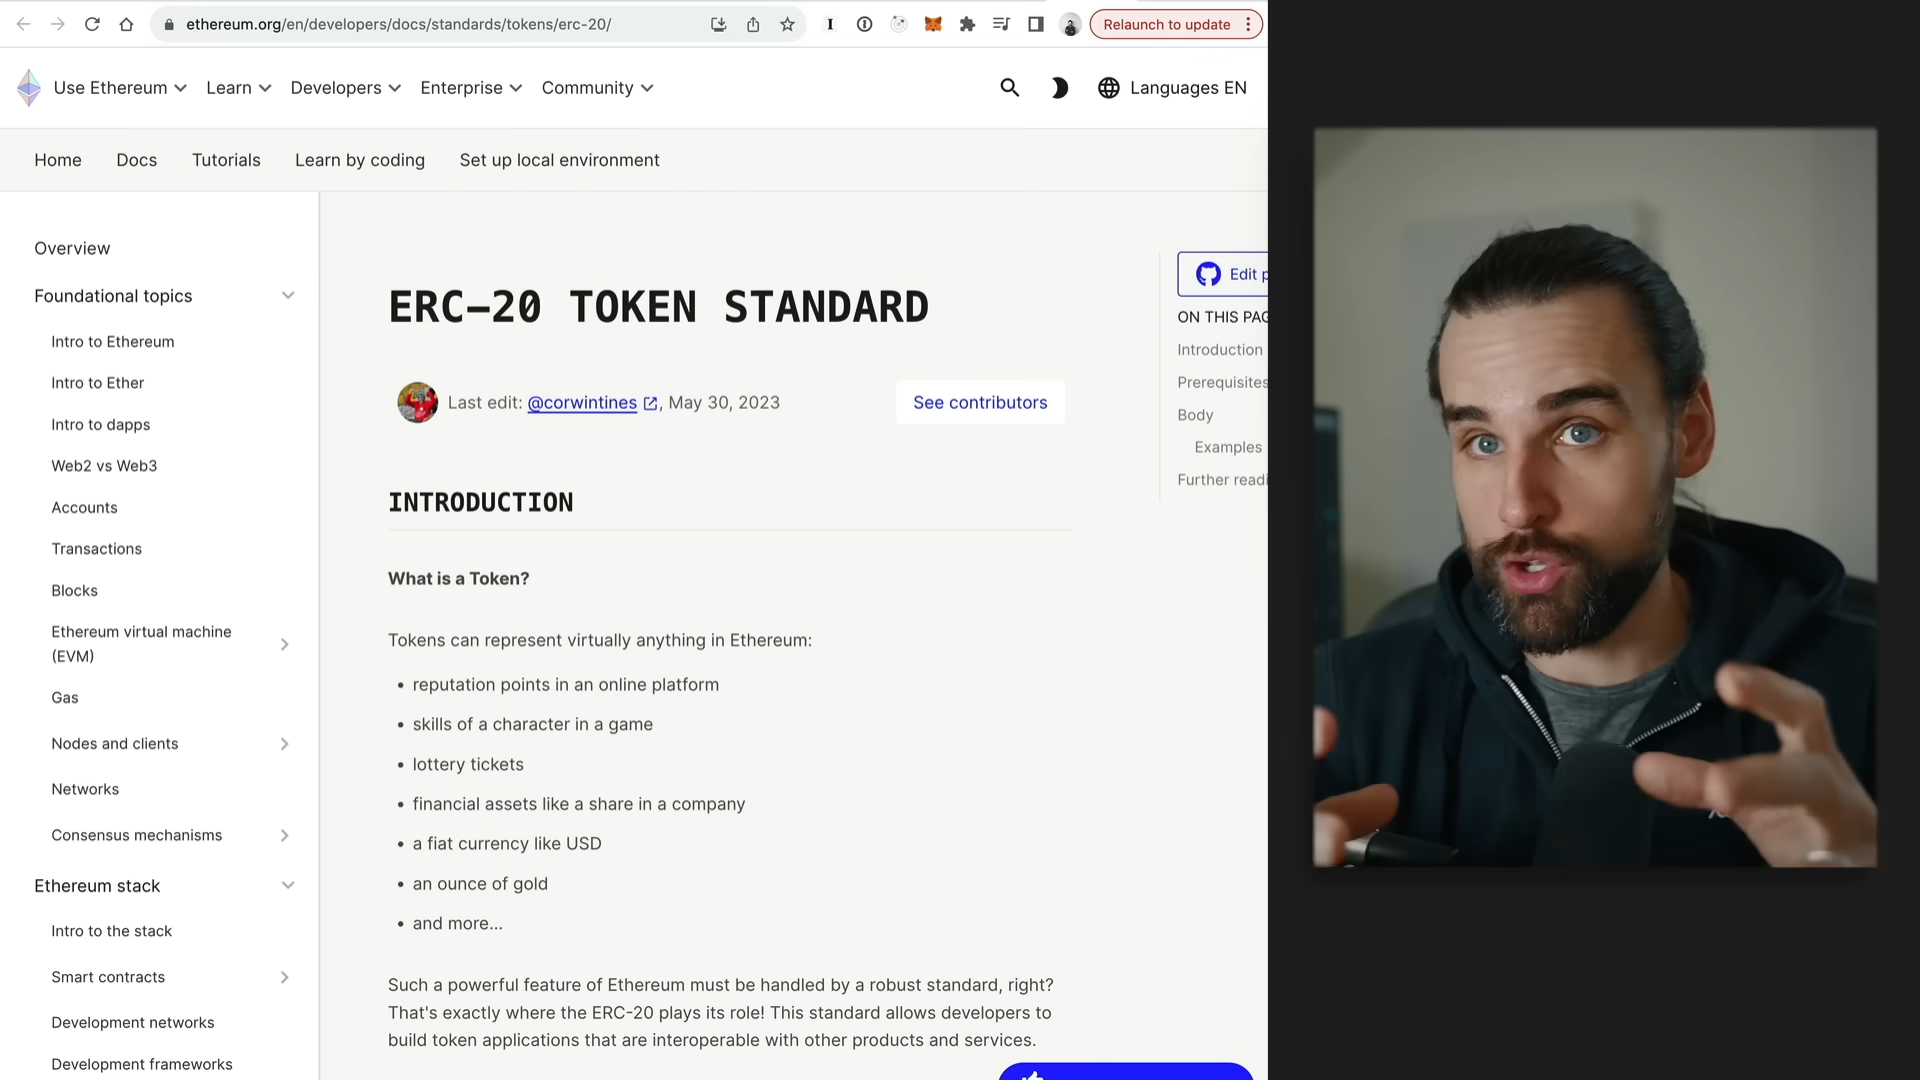 ethereum.org/en/developers/docs/standards/tokens/erc-20/
Relaunch to update
Use Ethereum
Learn
Developers
Enterprise
Community
Languages EN
Home
Docs
Tutorials
Learn by coding
Set up local environment
Overview
Foundational topics
Intro to Ethereum
Intro to Ether
Intro to dapps
Web2 vs Web3
Accounts
Transactions
Blocks
Ethereum virtual machine
(EVM)
Gas
Nodes and clients
Networks
Consensus mechanisms
Ethereum stack
Intro to the stack
Smart contracts
Development networks
Development frameworks
ERC-20 TOKEN STANDARD
Last edit: @corwintines , May 30, 2023
See contributors
INTRODUCTION
What is a Token?
Tokens can represent virtually anything in Ethereum:
• reputation points in an online platform
• skills of a character in a game
• lottery tickets
• financial assets like a share in a company
• a fiat currency like USD
• an ounce of gold
• and more...
Such a powerful feature of Ethereum must be handled by a robust standard, right?
That's exactly where the ERC-20 plays its role! This standard allows developers to
build token applications that are interoperable with other products and services.
Edit p
ON THIS PAG
Introduction
Prerequisites
Body
Examples
Further readi